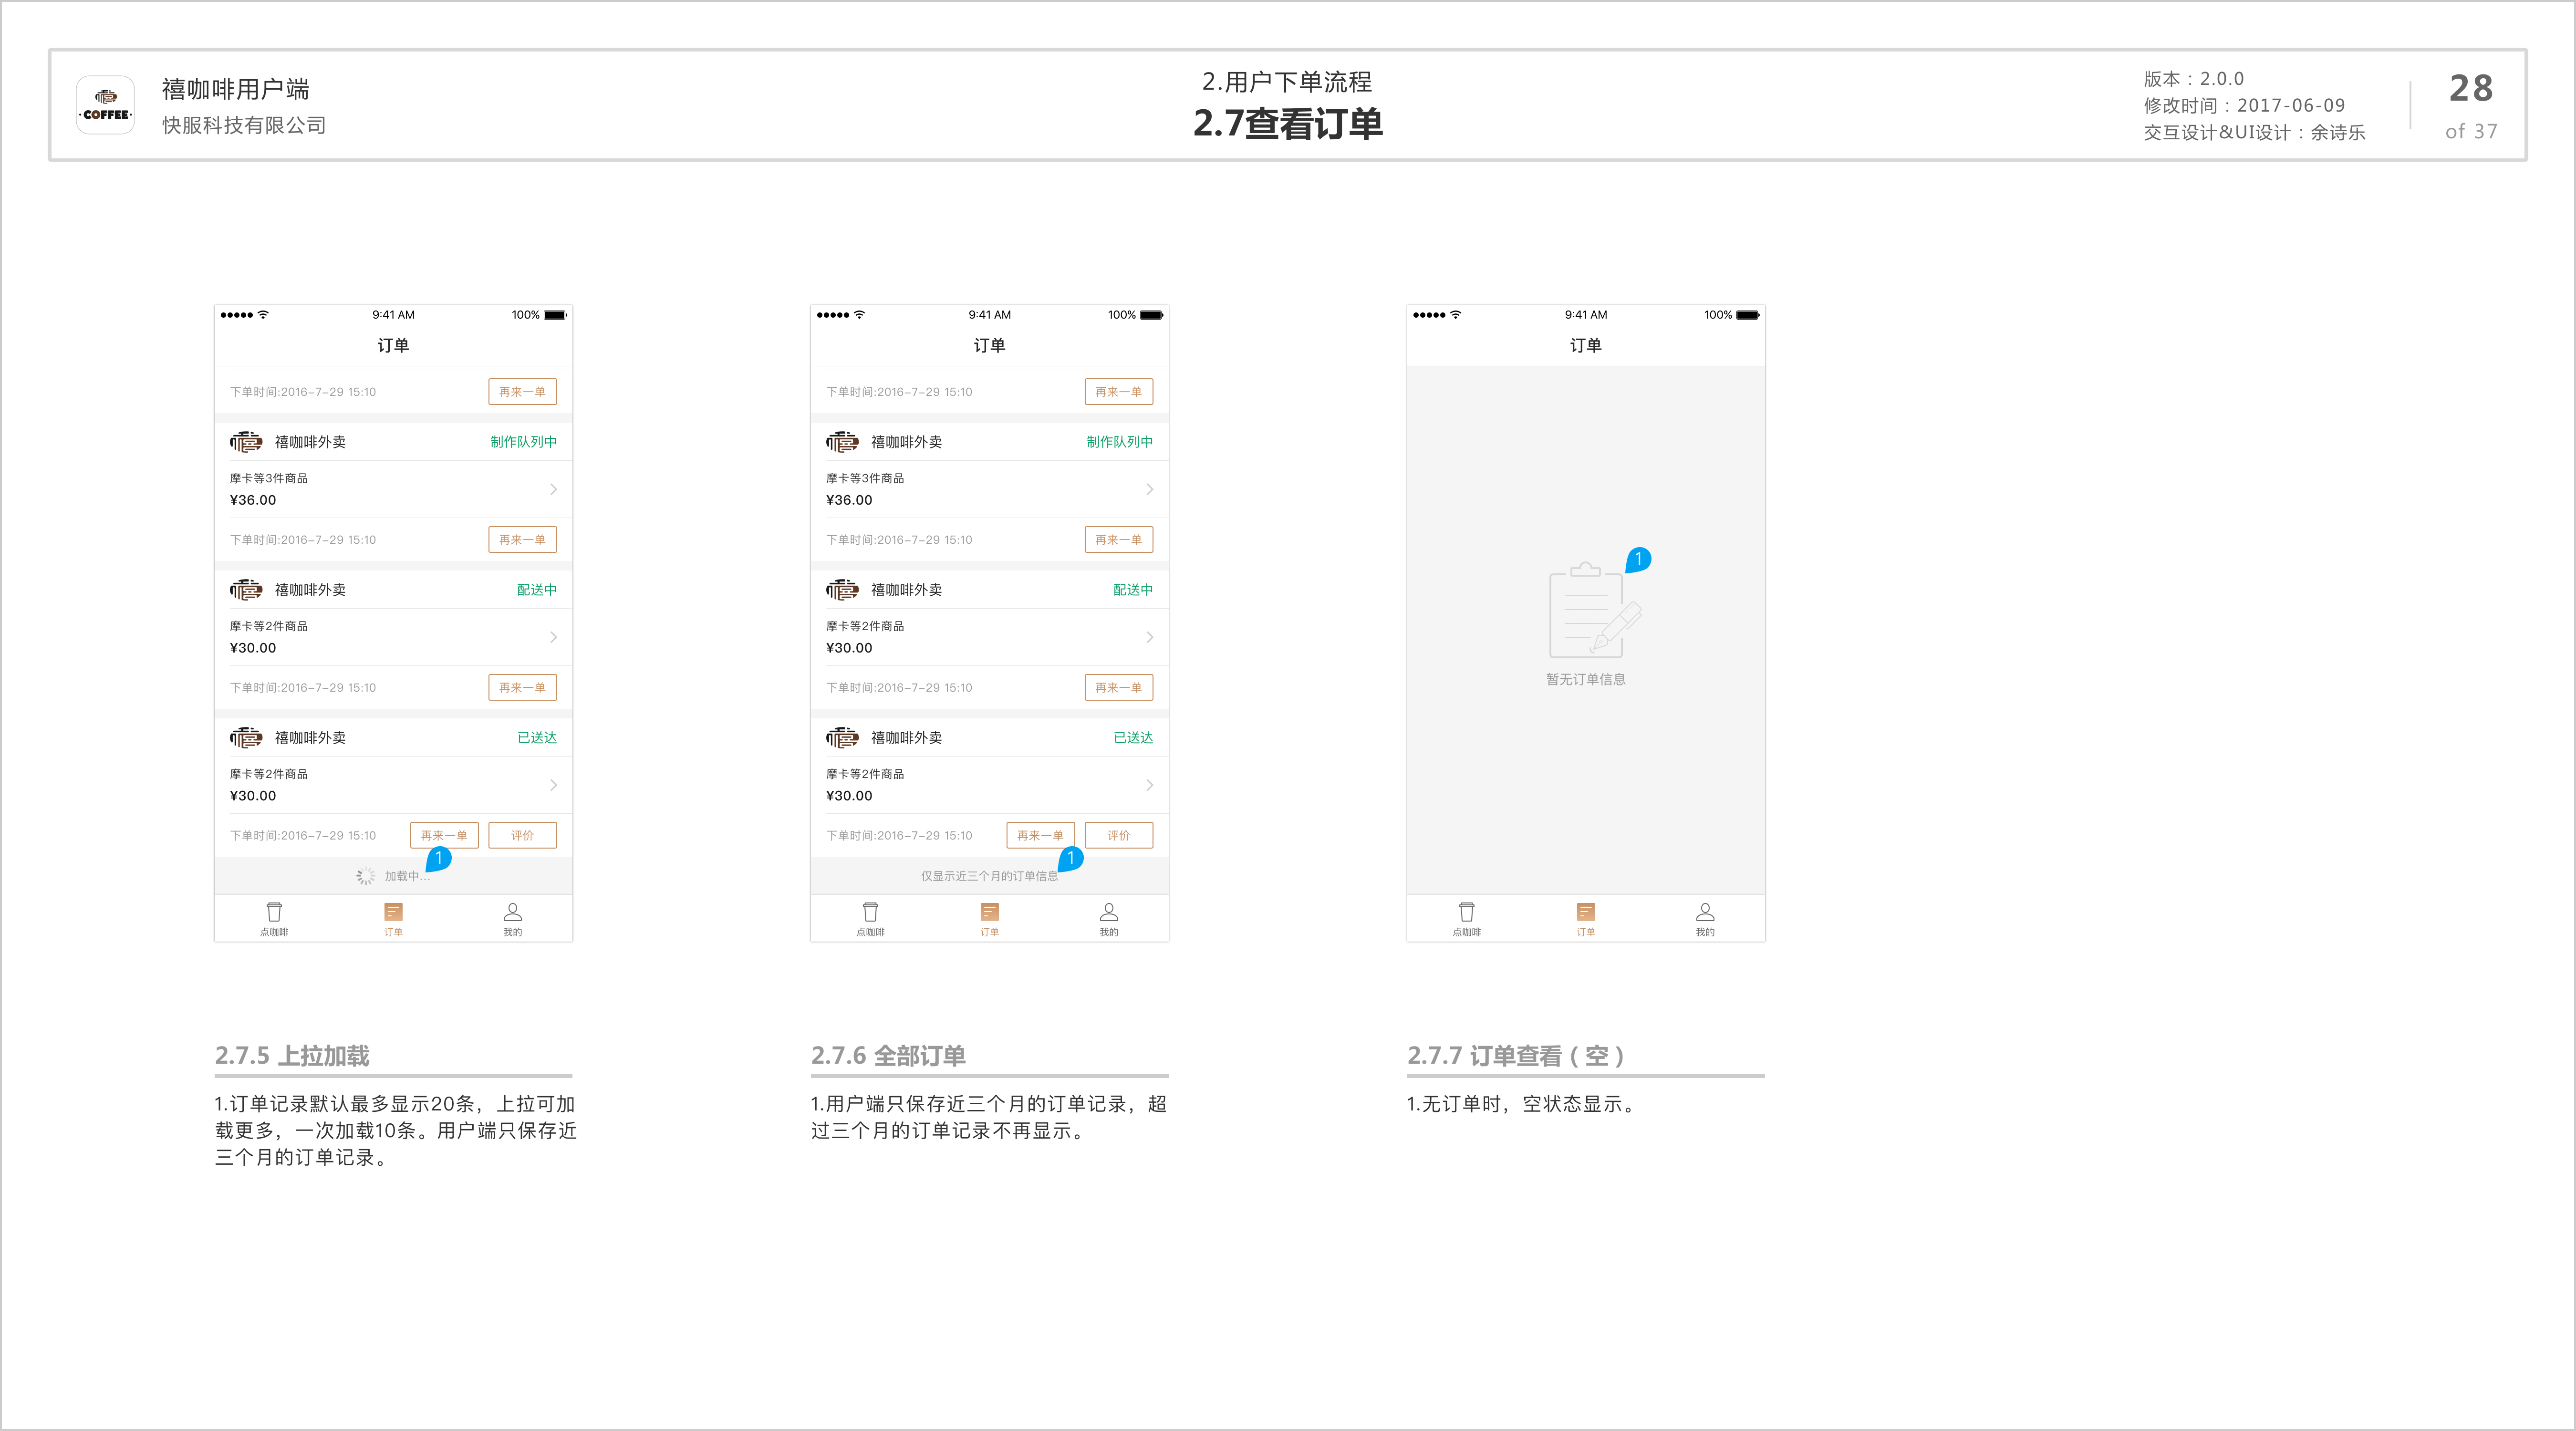 COFFEE
禧咖啡用户端
快服科技有限公司
2.用户下单流程
2.7查看订单
版本：2.0.0
修改时间：2017-06-09
交互设计&UI设计：余诗乐
28
of 37
9:41 AM 100%
订单
下单时间:2016-7-29 15:10 再来一单
禧咖啡外卖 制作队列中
摩卡等3件商品
¥36.00
下单时间:2016-7-29 15:10 再来一单
禧咖啡外卖 配送中
摩卡等2件商品
¥30.00
下单时间:2016-7-29 15:10 再来一单
禧咖啡外卖 已送达
摩卡等2件商品
¥30.00
下单时间:2016-7-29 15:10 再来一单 评价
1
加载中...
点咖啡 订单 我的
2.7.5 上拉加载
1.订单记录默认最多显示20条，上拉可加
载更多，一次加载10条。用户端只保存近
三个月的订单记录。
9:41 AM 100%
订单
下单时间:2016-7-29 15:10 再来一单
禧咖啡外卖 制作队列中
摩卡等3件商品
¥36.00
下单时间:2016-7-29 15:10 再来一单
禧咖啡外卖 配送中
摩卡等2件商品
¥30.00
下单时间:2016-7-29 15:10 再来一单
禧咖啡外卖 已送达
摩卡等2件商品
¥30.00
下单时间:2016-7-29 15:10 再来一单 评价
1
仅显示近三个月的订单信息
点咖啡 订单 我的
2.7.6 全部订单
1.用户端只保存近三个月的订单记录，超
过三个月的订单记录不再显示。
9:41 AM 100%
订单
1
暂无订单信息
点咖啡 订单 我的
2.7.7 订单查看（空）
1.无订单时，空状态显示。